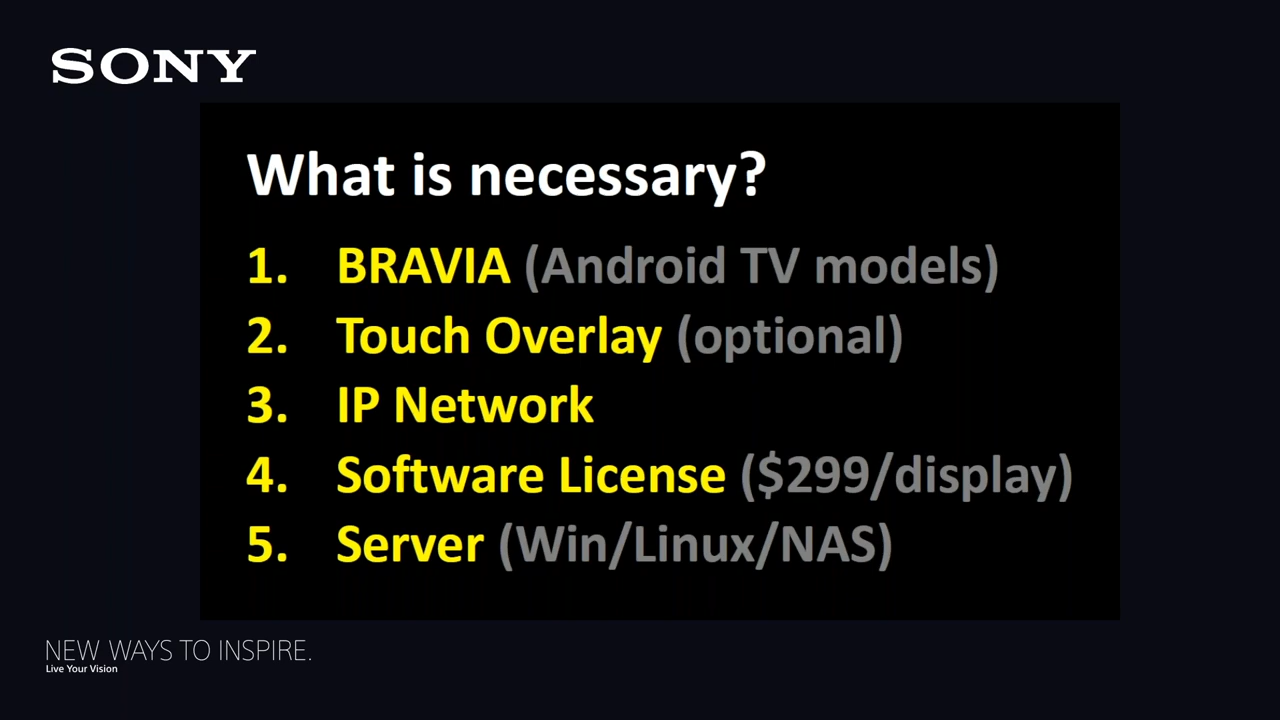 SONY
What is necessary?
1. BRAVIA (Android TV models)
2. Touch Overlay (optional)
3. IP Network
4. Software License ($299/display)
5. Server (Win/Linux/NAS)
NEW WAYS TO INSPIRE.
Live Your Vision